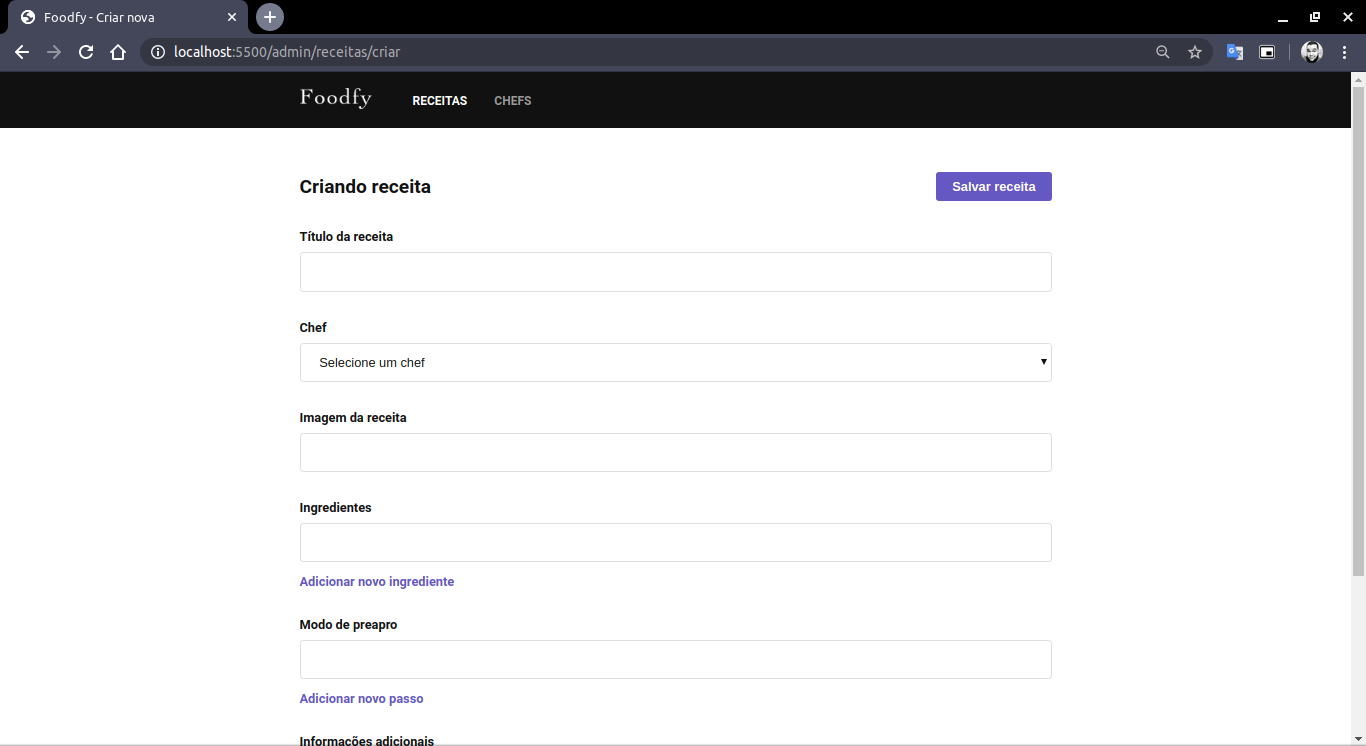 Foodfy - Criar nova
localhost:5500/admin/receitas/criar
Foodfy RECEITAS CHEFS
Criando receita Salvar receita
Título da receita
Chef
Selecione um chef
Imagem da receita
Ingredientes
Adicionar novo ingrediente
Modo de preapro
Adicionar novo passo
Informações adicionais